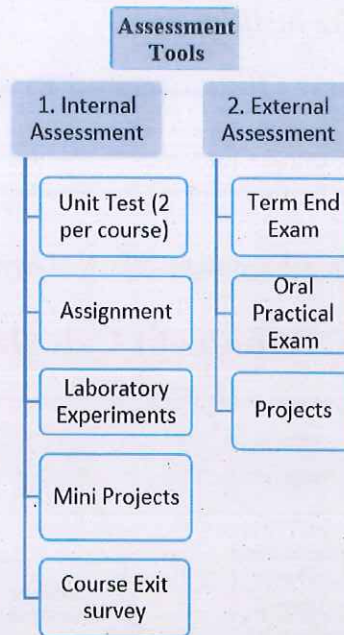 Assessment
Tools
1. Internal
Assessment
Unit Test (2
per course)
Assignment
Laboratory
Experiments
Mini Projects
Course Exit
survey
2. External
Assessment
Term End
Exam
Oral
Practical
Exam
Projects